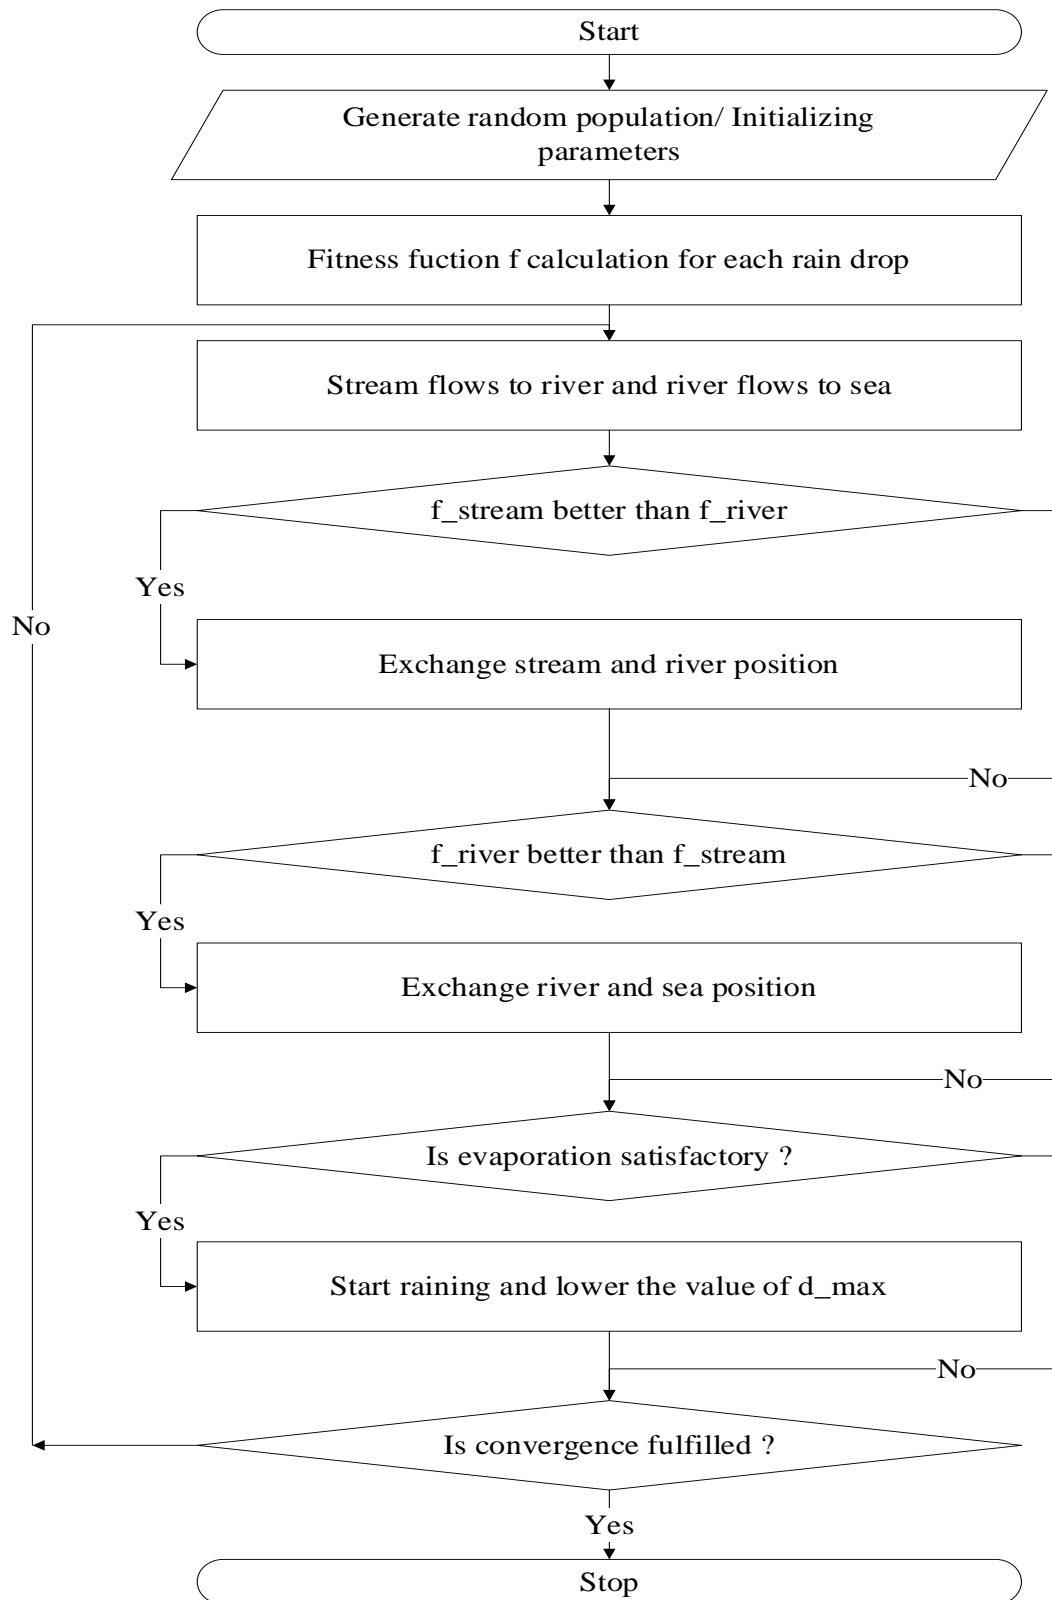 Start
Generate random population/ Initializing
parameters
Fitness fuction f calculation for each rain drop
Stream flows to river and river flows to sea
f_stream better than f_river
Yes
No
Exchange stream and river position
No
f_river better than f_stream
Yes
Exchange river and sea position
No
Is evaporation satisfactory ?
Yes
Start raining and lower the value of d_max
No
Is convergence fulfilled ?
Yes
Stop